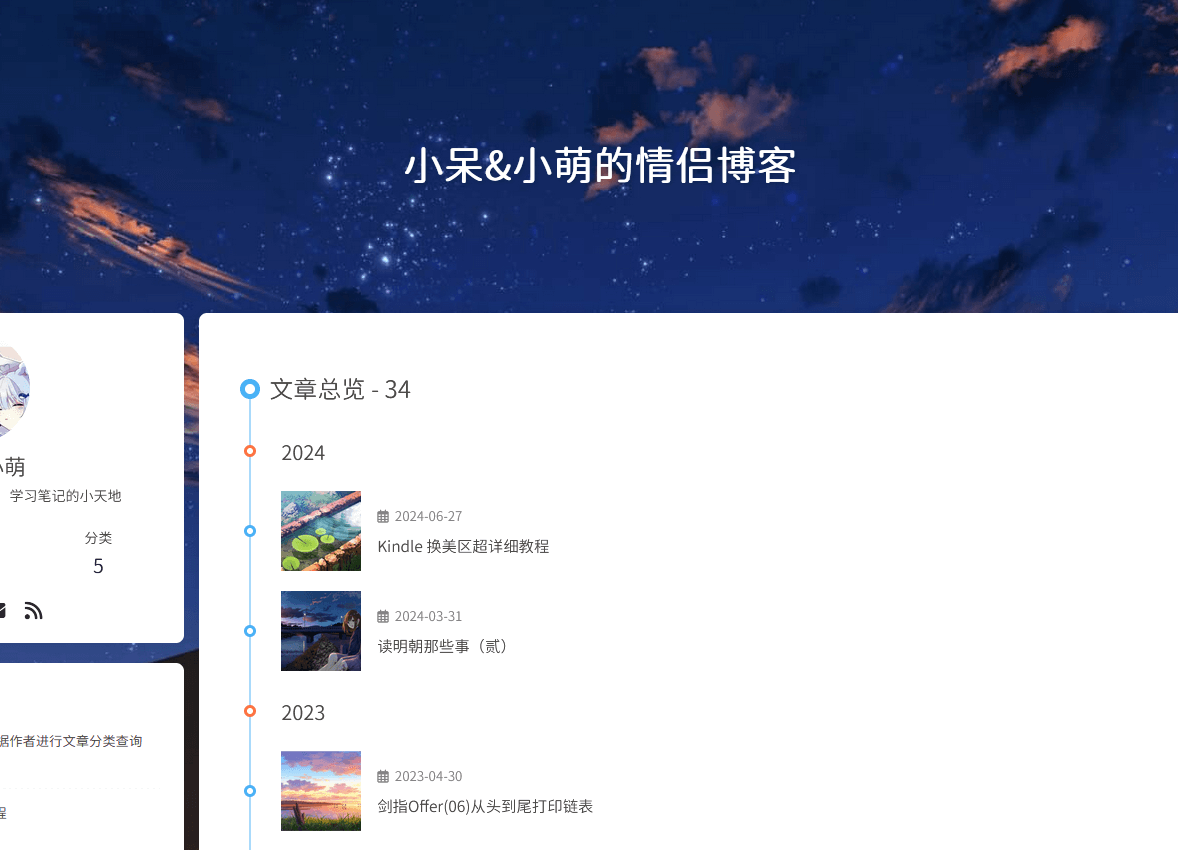 小呆&小萌的情侣博客
小萌
学习笔记的小天地
分类
5
据作者进行文章分类查询
程
文章总览 - 34
2024
2024-06-27
Kindle 换美区超详细教程
2024-03-31
读明朝那些事（贰）
2023
2023-04-30
剑指Offer(06)从头到尾打印链表